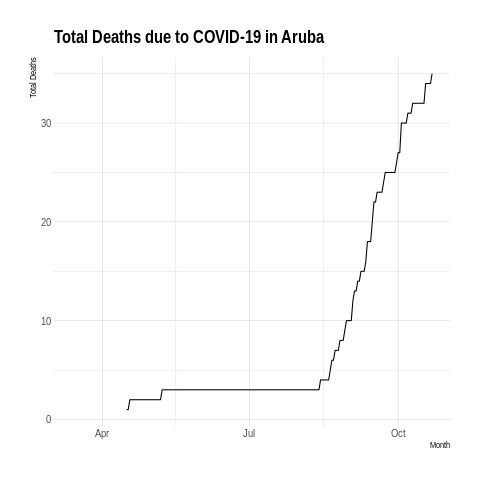 Total Deaths due to COVID-19 in Aruba
Total Deaths
30
20
10
0
Apr
Jul
Oct
Month